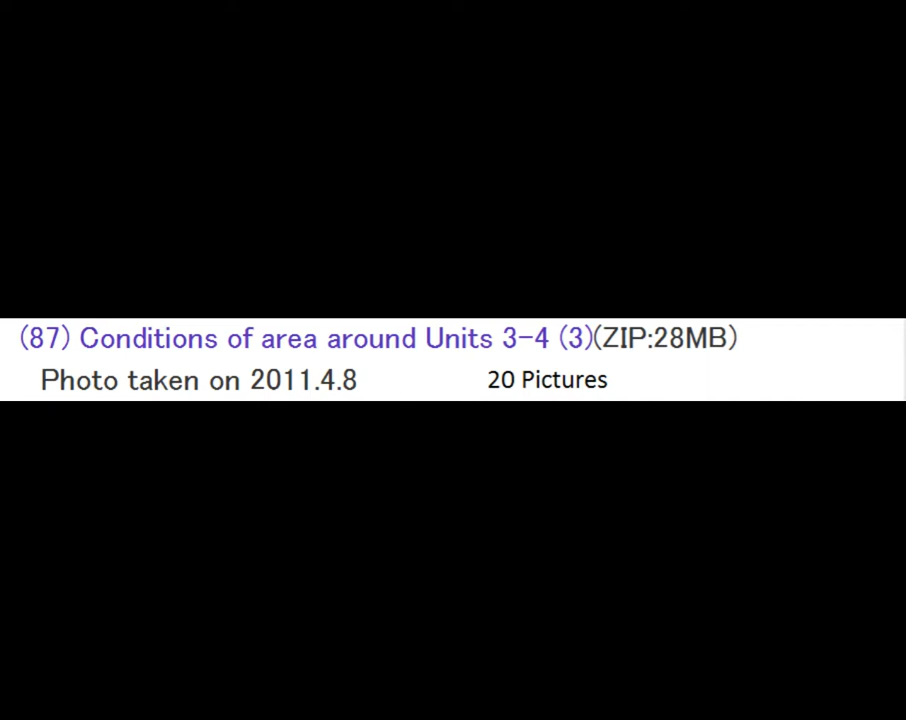 (87) Conditions of area around Units 3-4 (3)(ZIP:28MB)
Photo taken on 2011.4.8 20 Pictures